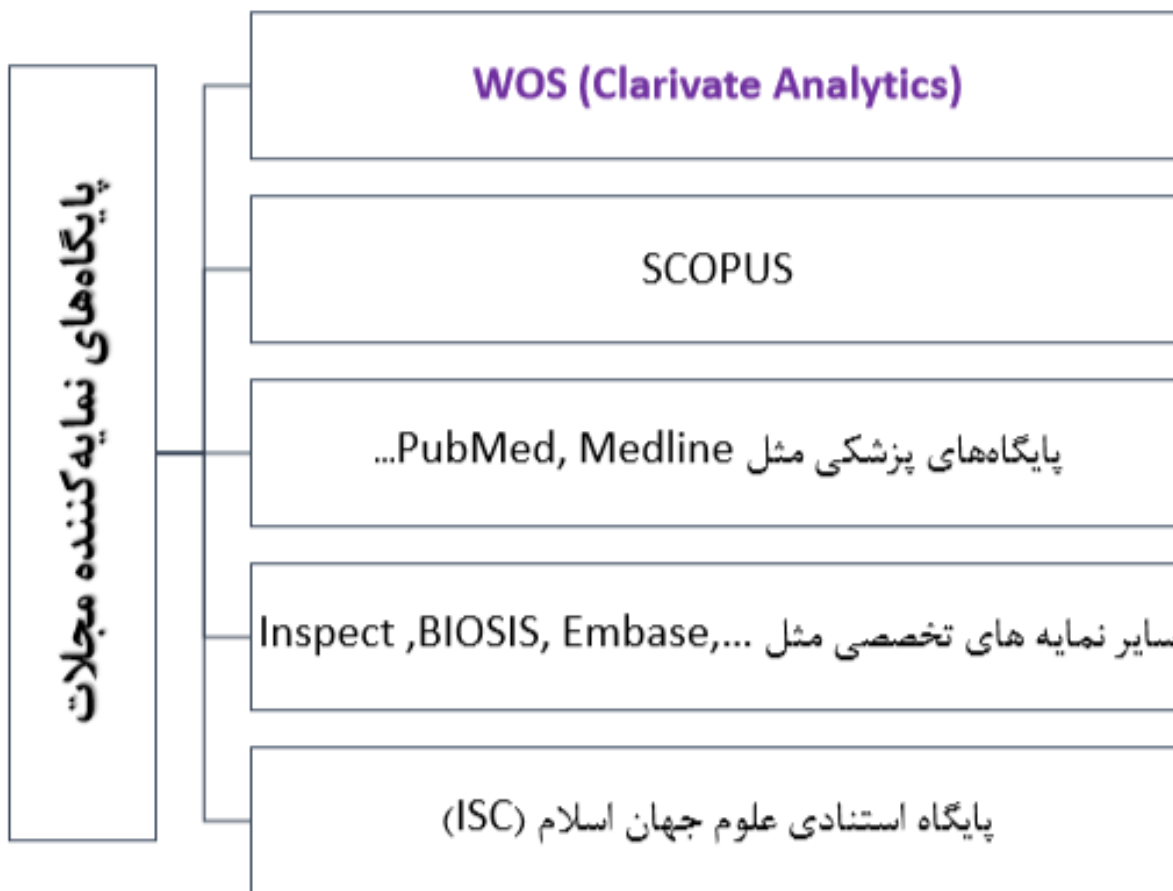 پایگاه‌های نمایه‌کننده مجلات
WOS (Clarivate Analytics)
SCOPUS
پایگاه‌های پزشکی مثل PubMed, Medline...
سایر نمایه های تخصصی مثل Inspect ,BIOSIS, Embase,...
پایگاه استنادی علوم جهان اسلام (ISC)